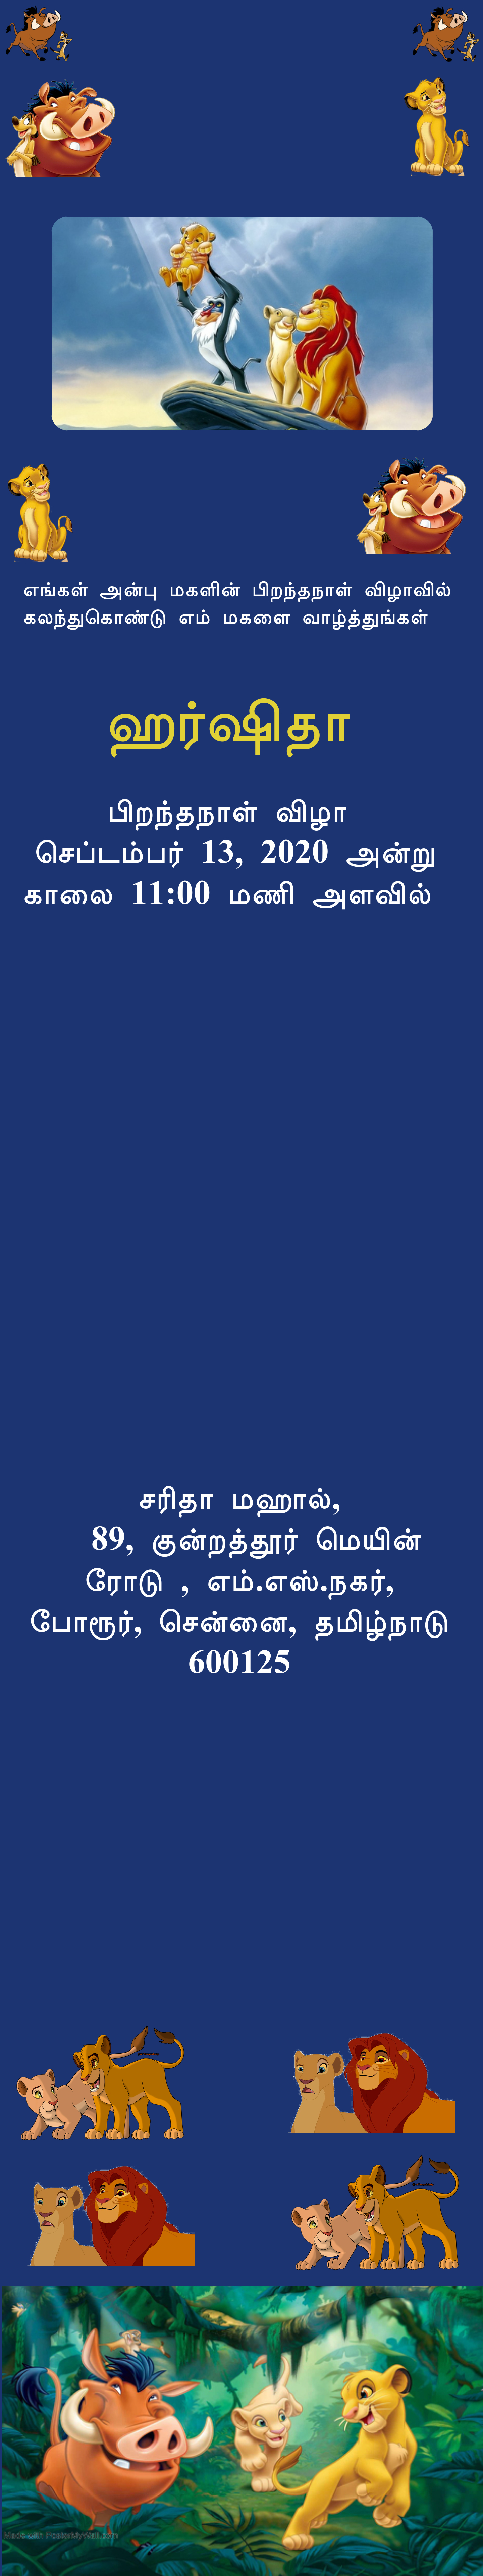 எங்கள் அன்பு மகளின் பிறந்தநாள் விழாவில்
கலந்துகொண்டு எம் மகளை வாழ்த்துங்கள்
ஹர்ஷிதா
பிறந்தநாள் விழா
செப்டம்பர் 13, 2020 அன்று
காலை 11:00 மணி அளவில்
சரிதா மஹால்,
89, குன்றத்தூர் மெயின்
ரோடு , எம்.எஸ்.நகர்,
போரூர், சென்னை, தமிழ்நாடு
600125
Made with PosterMyWall.com